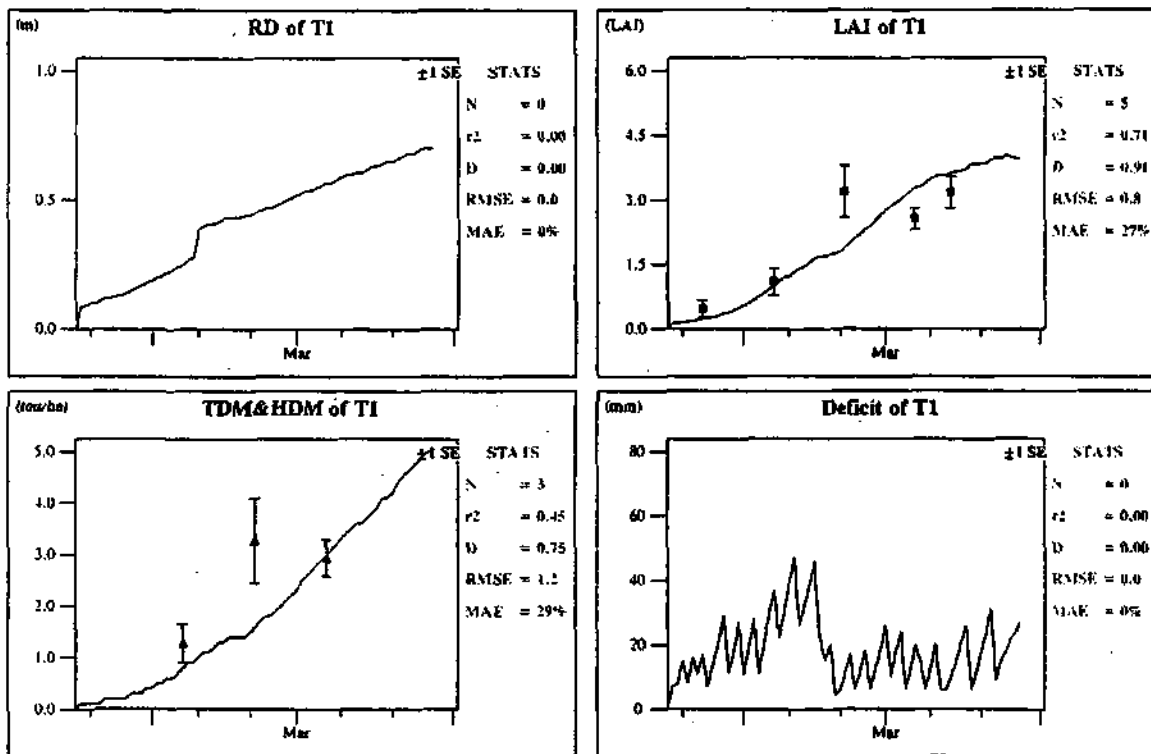 (m)
RD of T1
±1 SE STATS
N = 0
r2 = 0.00
D = 0.00
RMSE = 0.0
MAE = 0%
1.0
0.5
0.0
Mar
(LAI)
LAI of T1
±1 SE STATS
N = 5
r2 = 0.71
D = 0.91
RMSE = 0.8
MAE = 27%
6.0
4.5
3.0
1.5
0.0
Mar
(ton/ha)
TDM&HDM of T1
±1 SE STATS
N = 3
r2 = 0.45
D = 0.75
RMSE = 1.2
MAE = 29%
5.0
4.0
3.0
2.0
1.0
0.0
Mar
(mm)
Deficit of T1
±1 SE STATS
N = 0
r2 = 0.00
D = 0.00
RMSE = 0.0
MAE = 0%
80
60
40
20
0
Mar